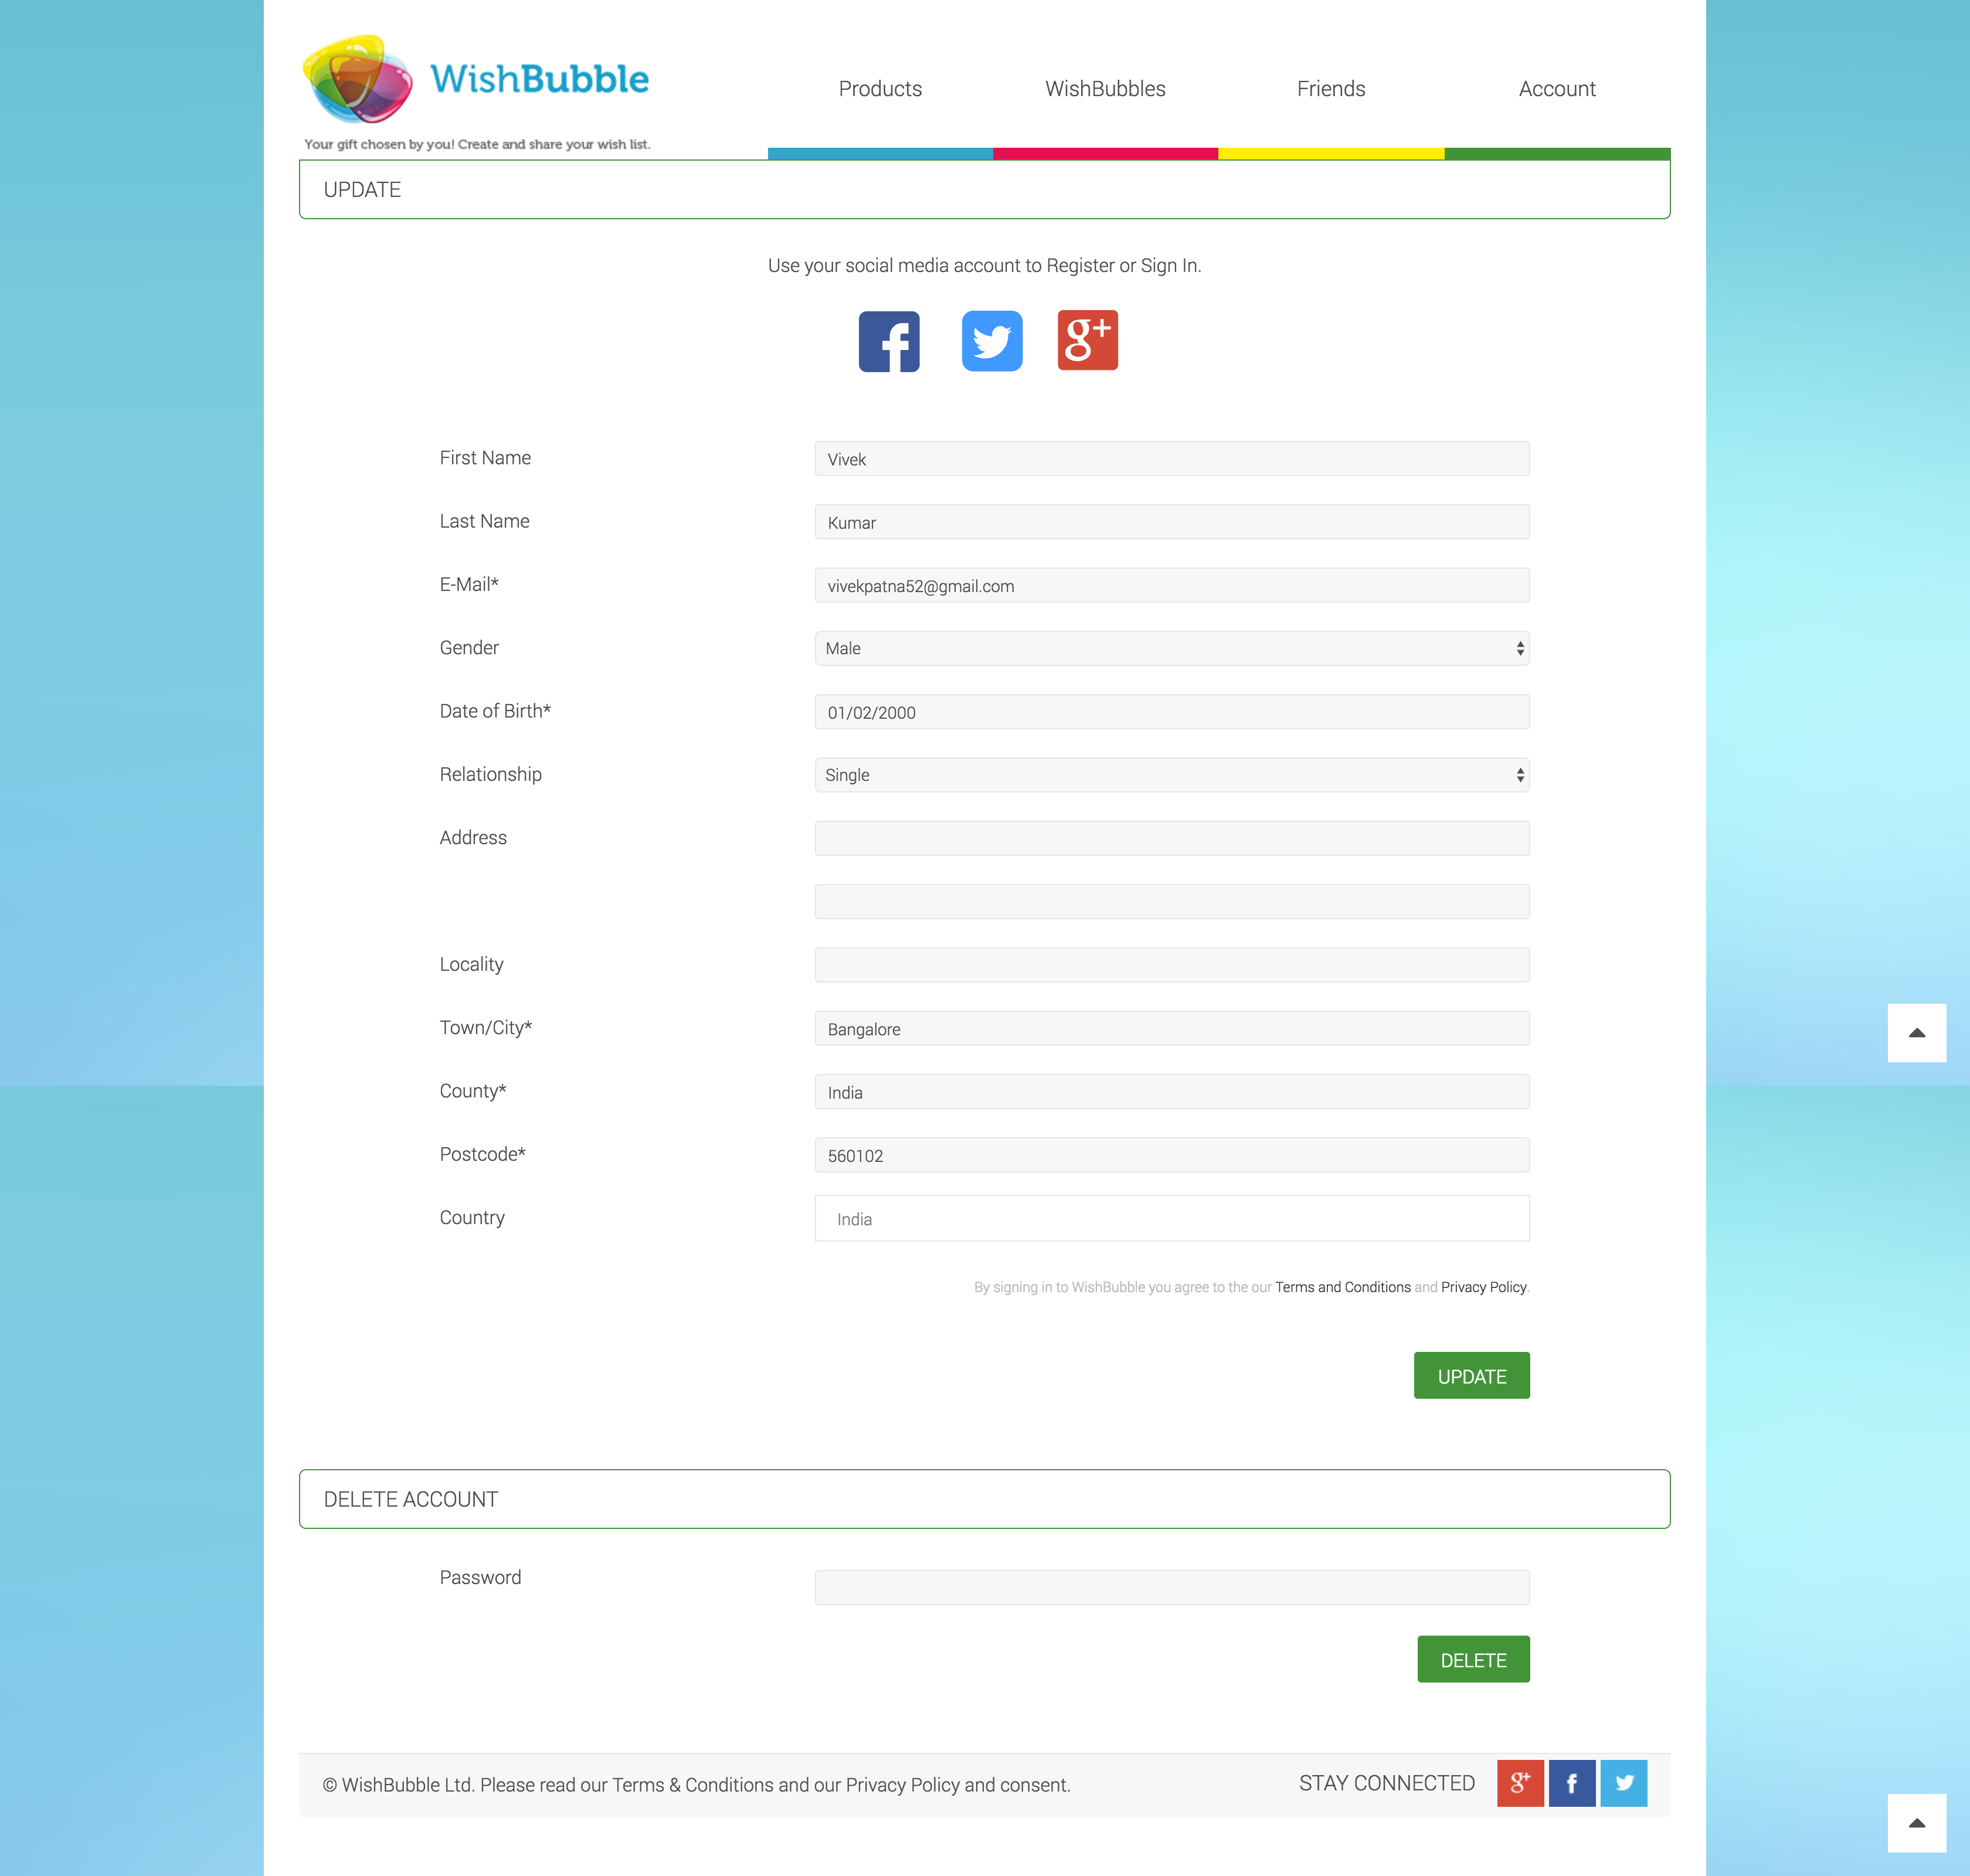 WishBubble
Your gift chosen by you! Create and share your wish list.
Products WishBubbles Friends Account
UPDATE
Use your social media account to Register or Sign In.
f g+
First Name Vivek
Last Name Kumar
E-Mail* vivekpatna52@gmail.com
Gender Male
Date of Birth* 01/02/2000
Relationship Single
Address
Locality
Town/City* Bangalore
County* India
Postcode* 560102
Country India
By signing in to WishBubble you agree to the our Terms and Conditions and Privacy Policy.
UPDATE
DELETE ACCOUNT
Password
DELETE
© WishBubble Ltd. Please read our Terms & Conditions and our Privacy Policy and consent. STAY CONNECTED g+ f